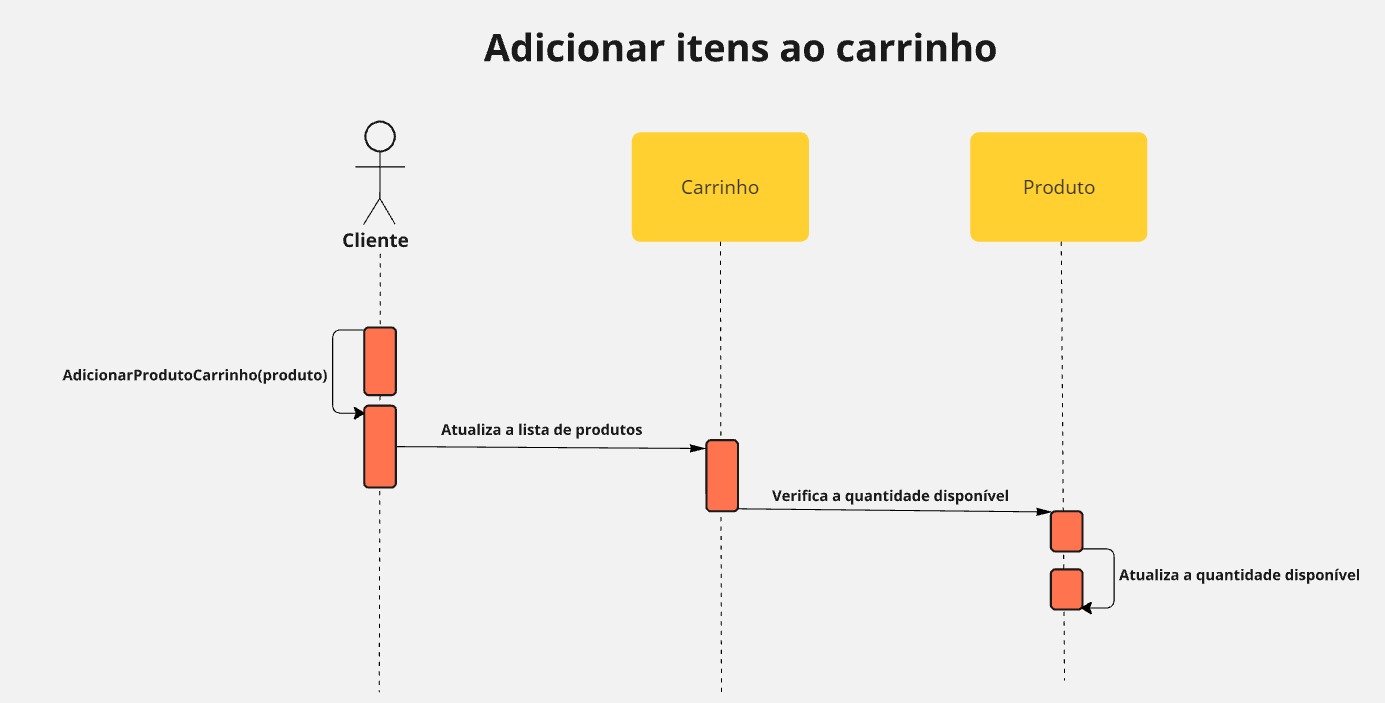 Adicionar itens ao carrinho
Carrinho
Produto
Cliente
AdicionarProdutoCarrinho(produto)
Atualiza a lista de produtos
Verifica a quantidade disponível
Atualiza a quantidade disponível